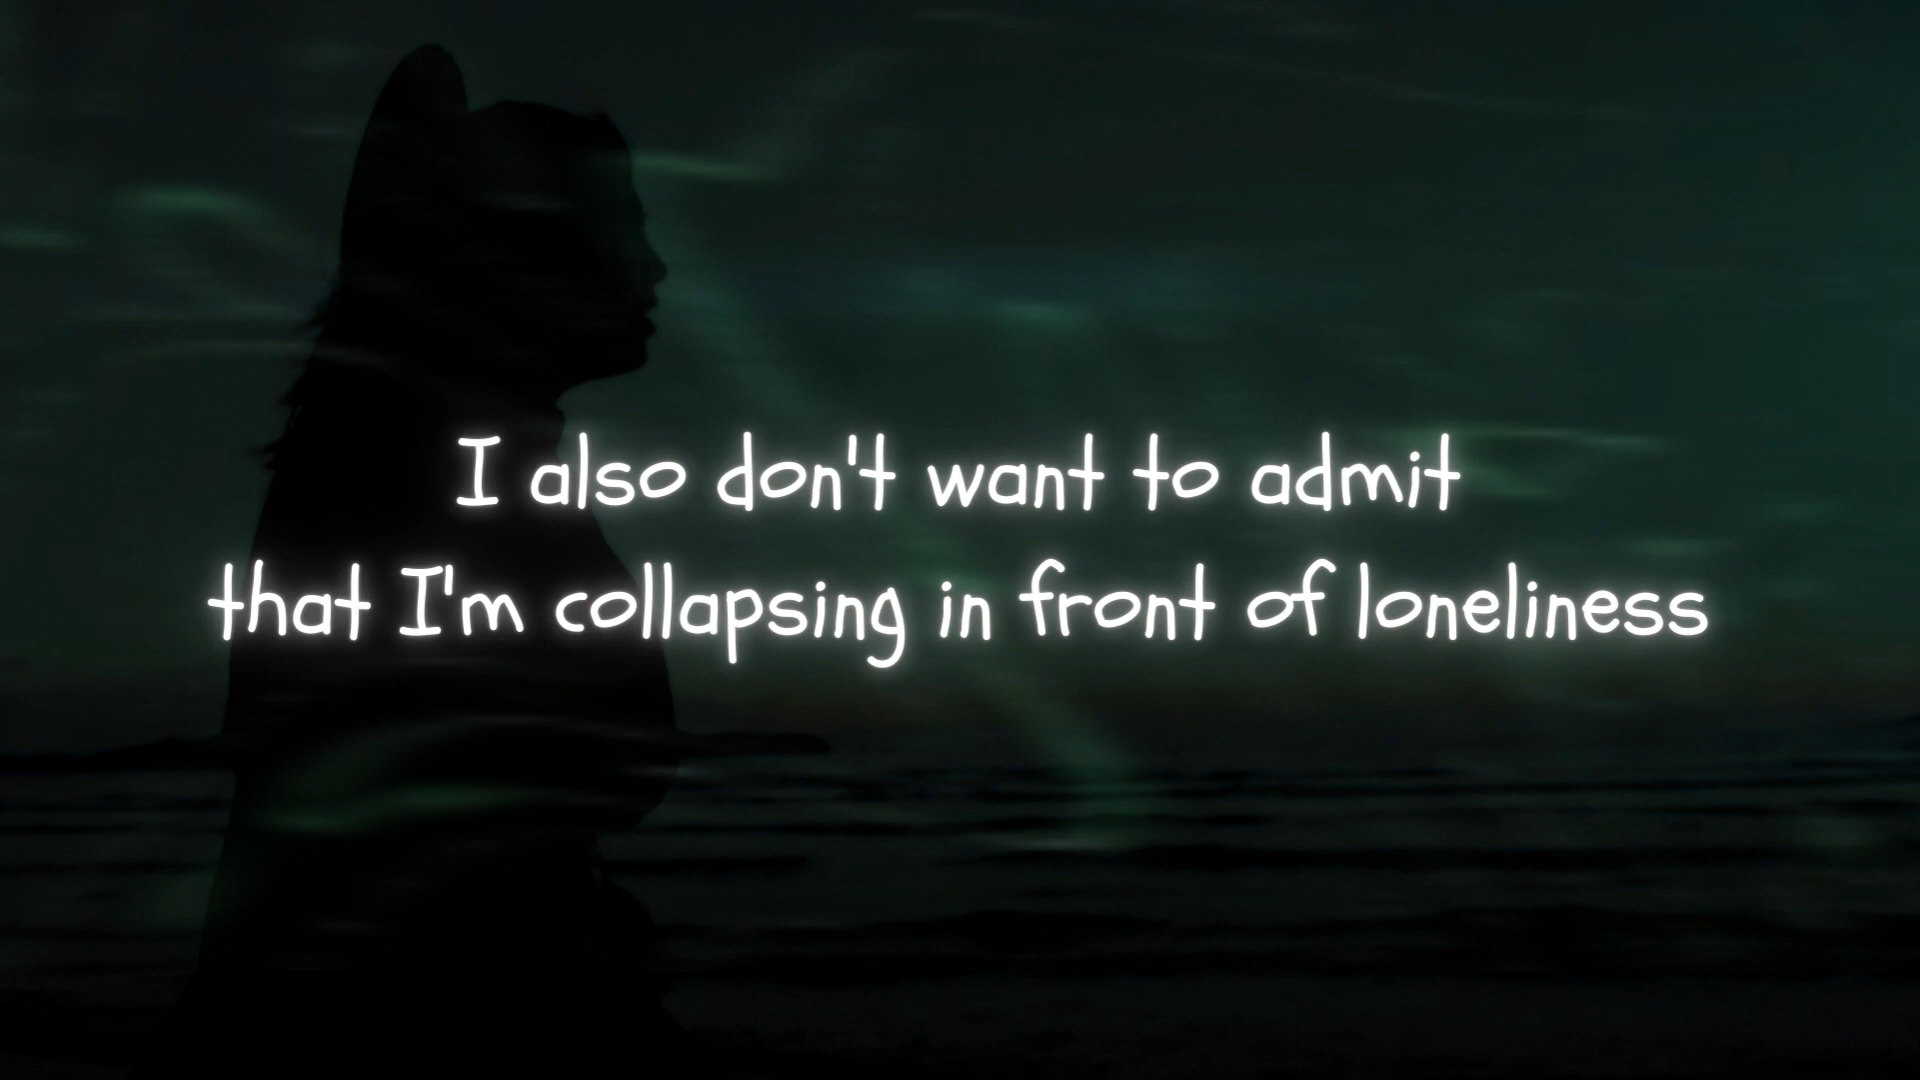 I also don't want to admit
that I'm collapsing in front of loneliness